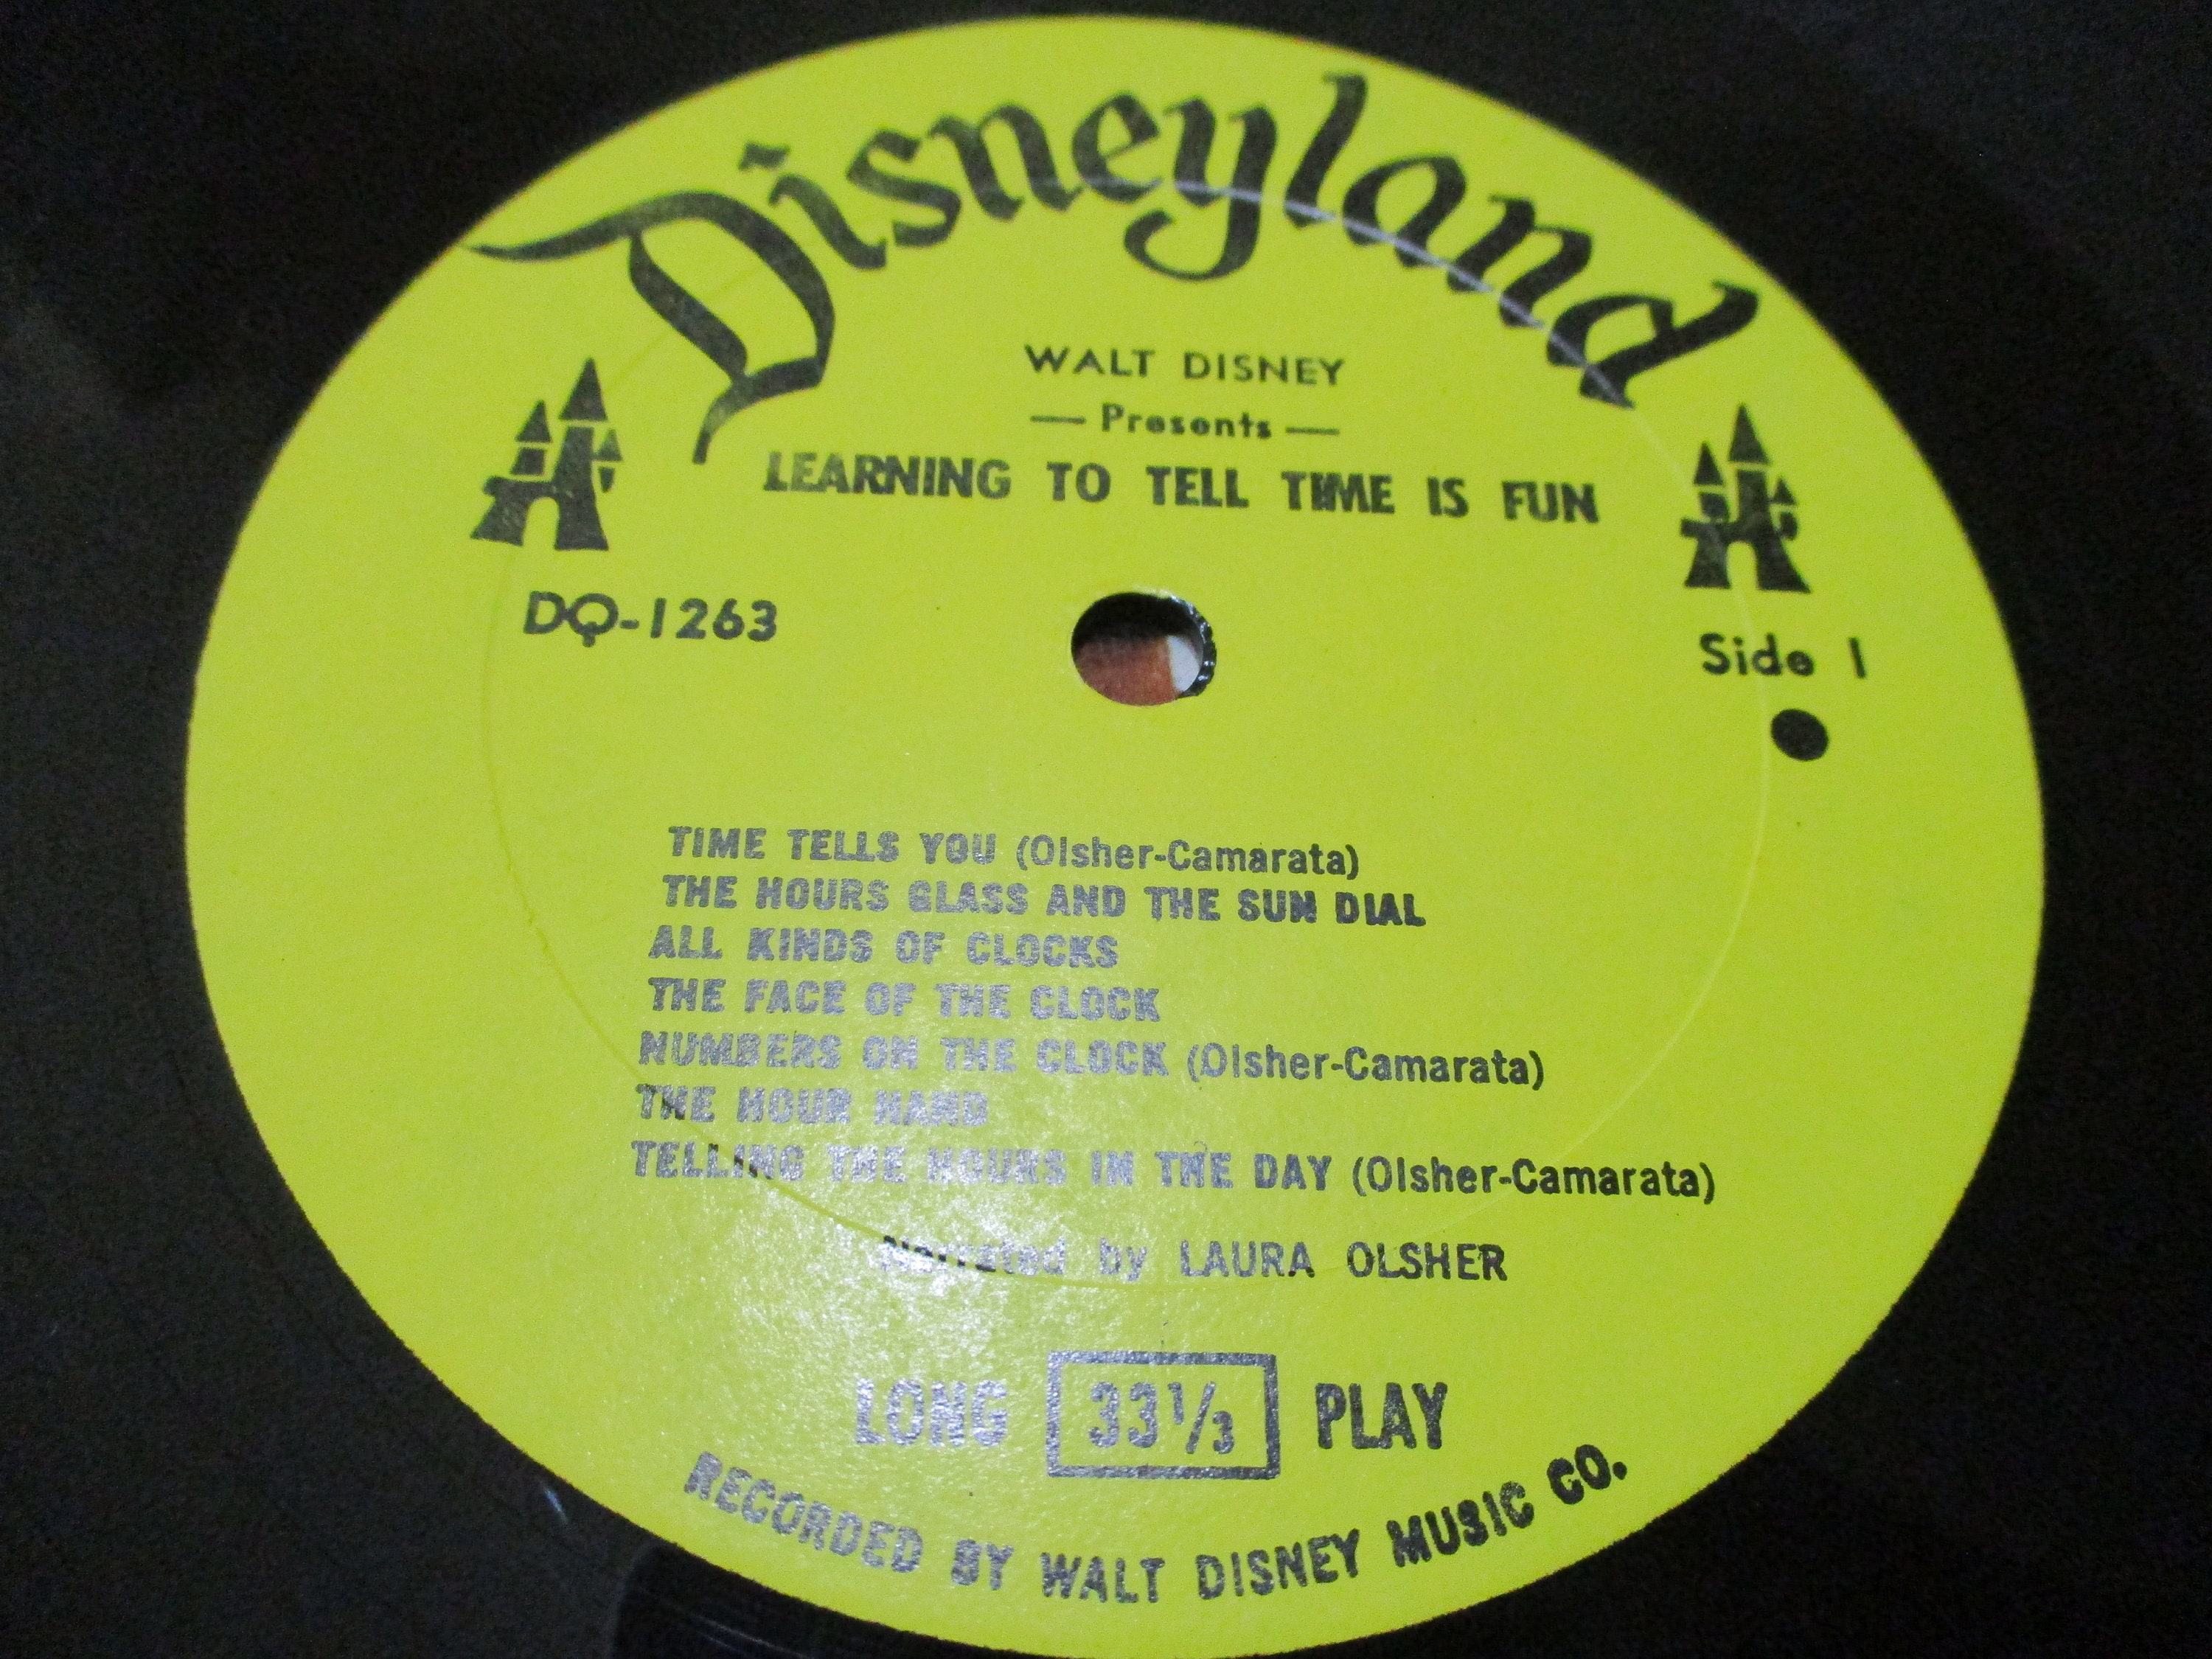 Disneyland
WALT DISNEY
— Presents —
LEARNING TO TELL TIME IS FUN
DQ-1263
Side 1
TIME TELLS YOU (Olsher-Camarata)
THE HOURS GLASS AND THE SUN DIAL
ALL KINDS OF CLOCKS
THE FACE OF THE CLOCK
NUMBERS ON THE CLOCK (Olsher-Camarata)
THE HOUR HAND
TELLING THE HOURS IN THE DAY (Olsher-Camarata)
Narrated by LAURA OLSHER
LONG 33⅓ PLAY
RECORDED BY WALT DISNEY MUSIC CO.